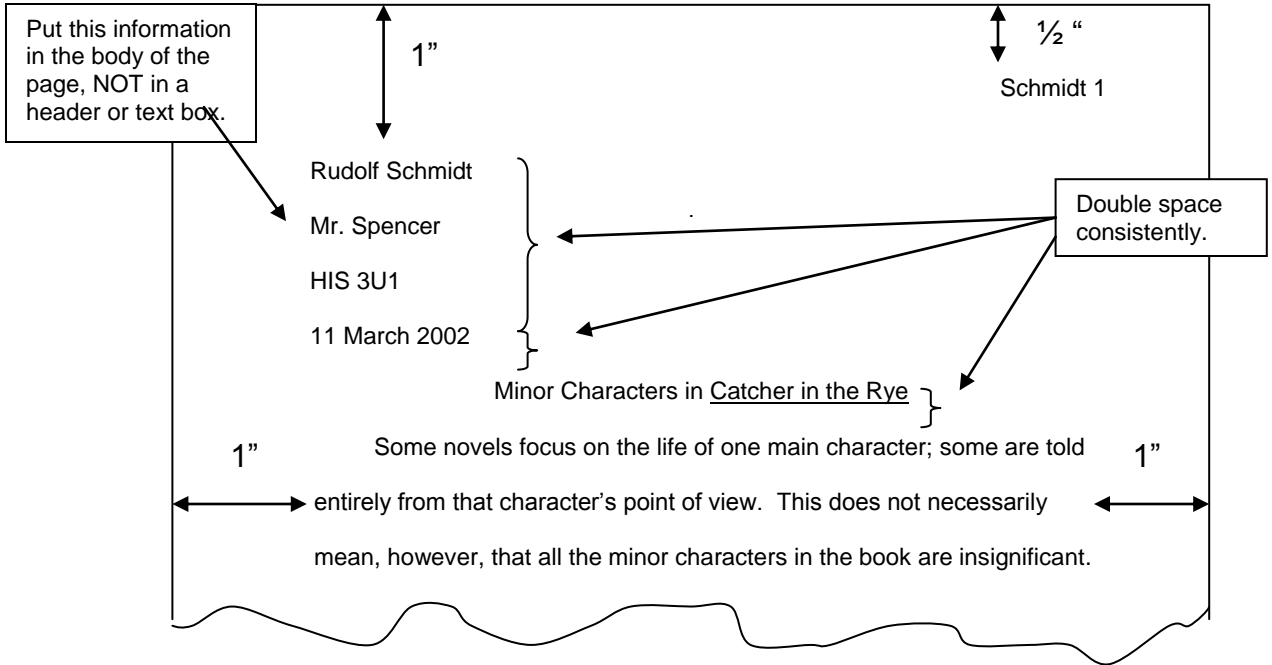 Put this information
in the body of the
page, NOT in a
header or text box.
1”
½ “
Schmidt 1
Rudolf Schmidt
Mr. Spencer
HIS 3U1
11 March 2002
Double space
consistently.
Minor Characters in Catcher in the Rye
1”
Some novels focus on the life of one main character; some are told
1”
entirely from that character’s point of view.  This does not necessarily
mean, however, that all the minor characters in the book are insignificant.